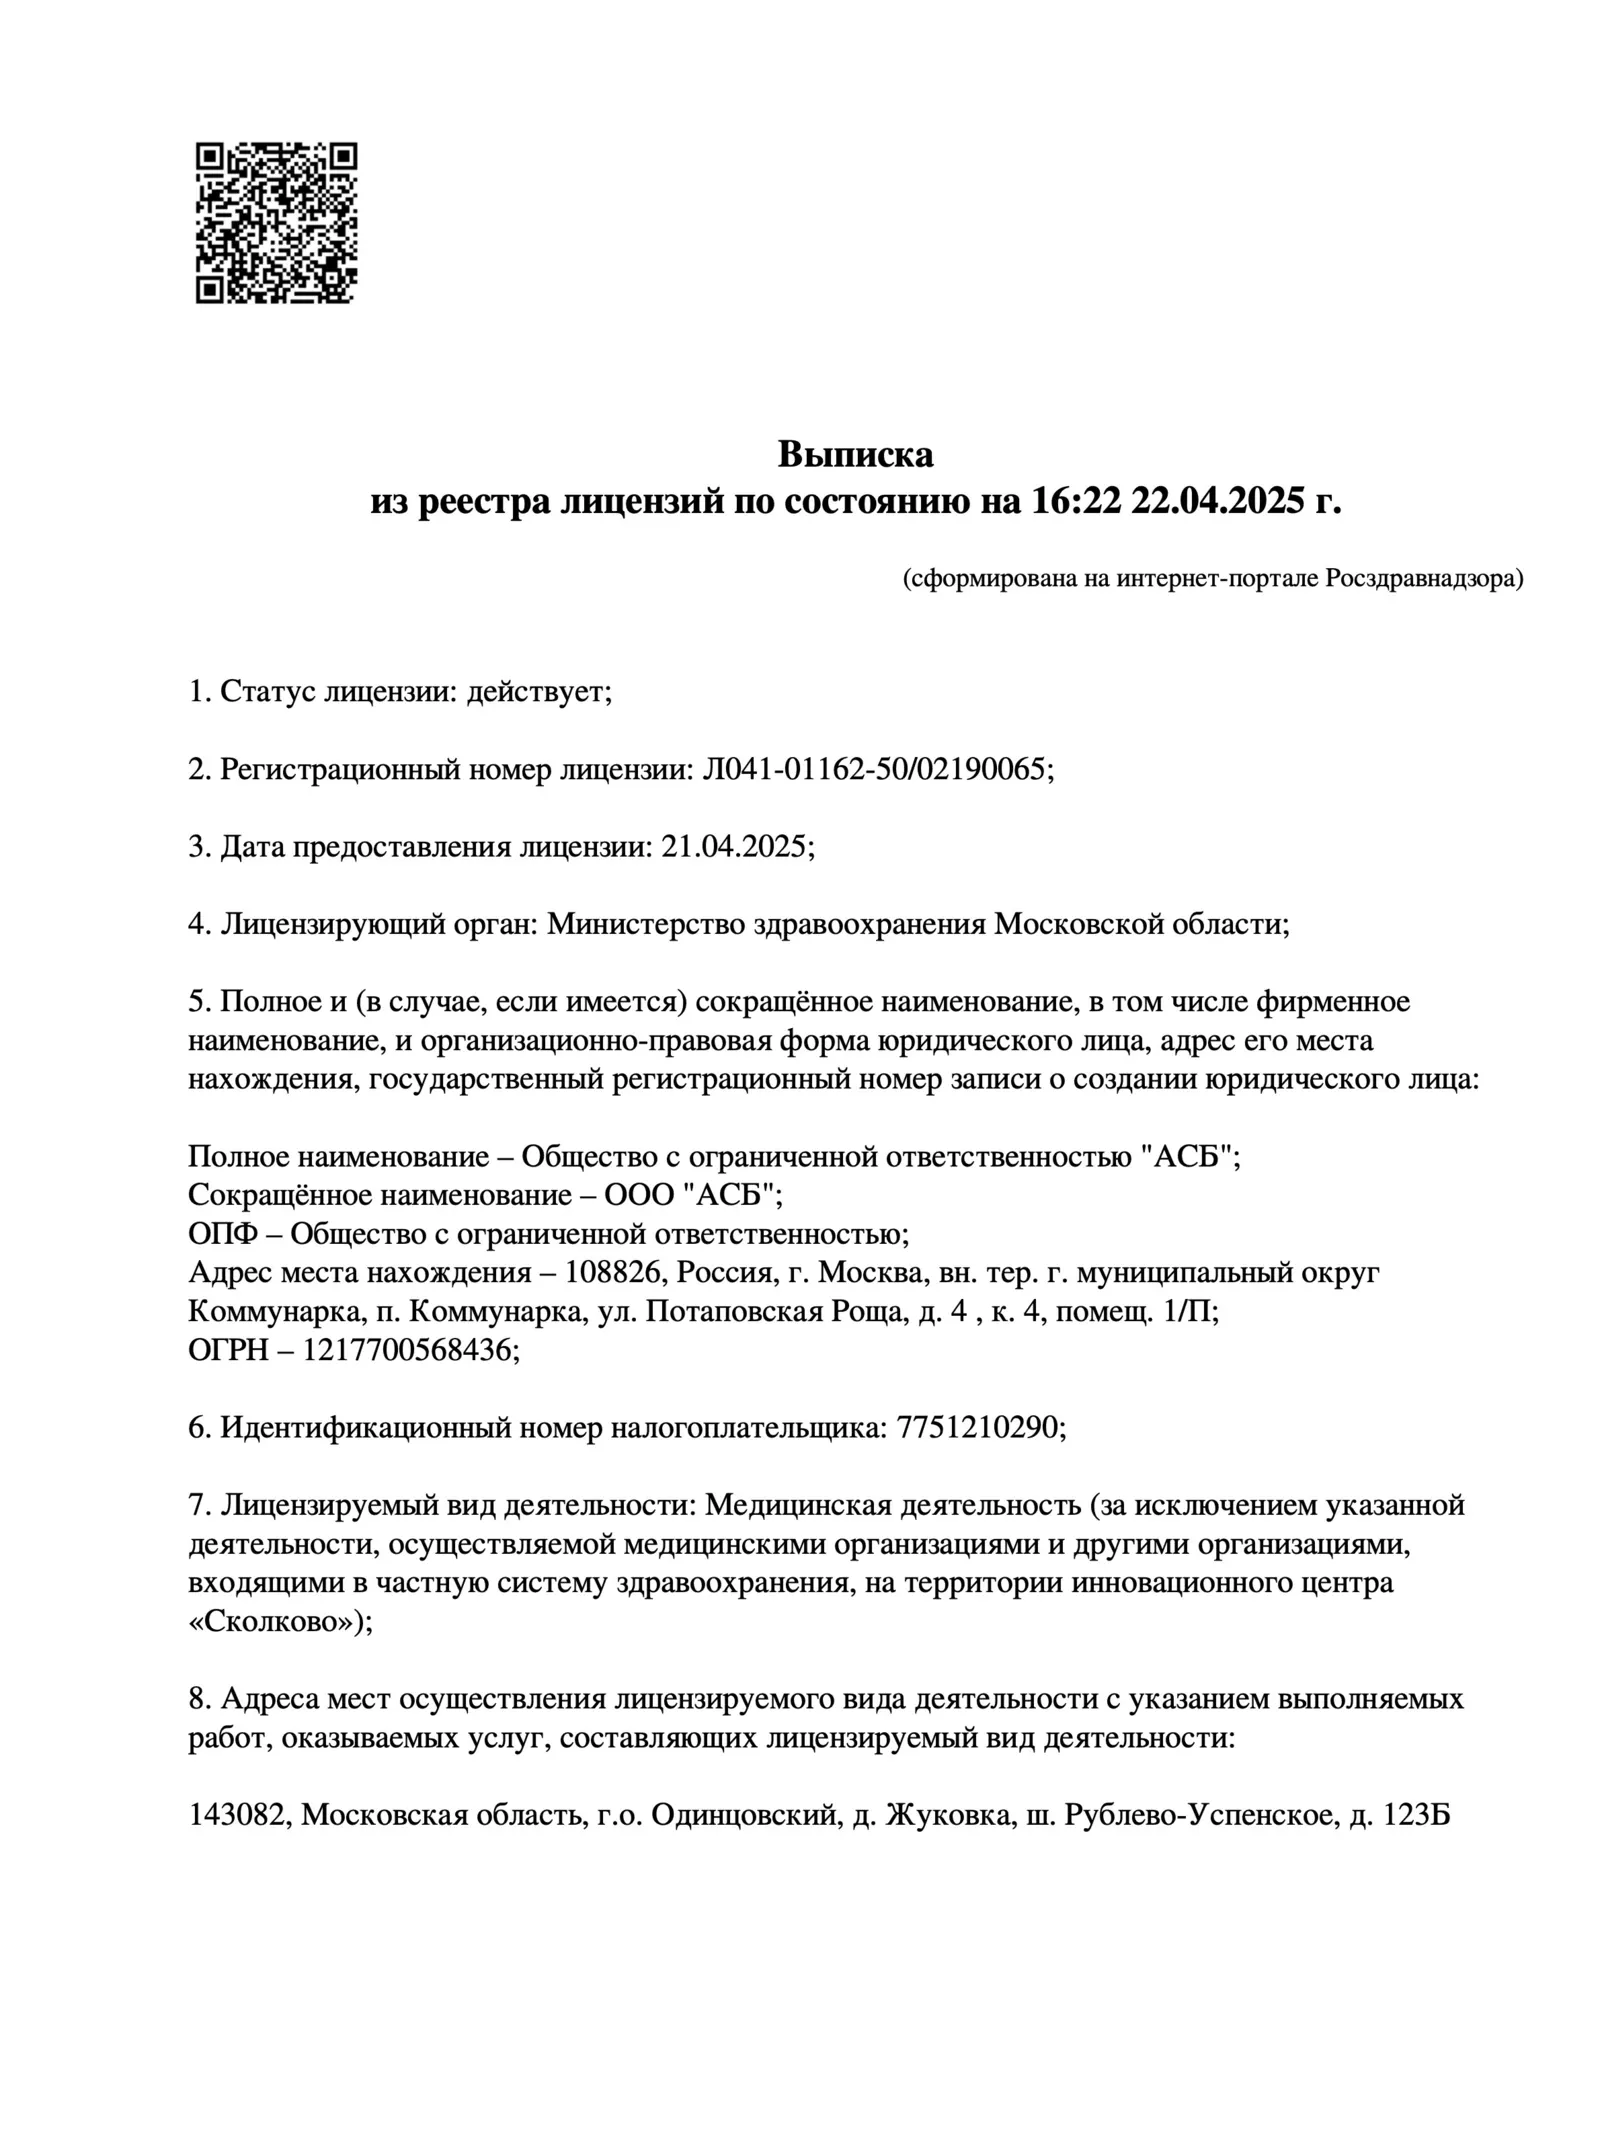 Выписка
из реестра лицензий по состоянию на 16:22 22.04.2025 г.
(сформирована на интернет-портале Росздравнадзора)
1. Статус лицензии: действует;
2. Регистрационный номер лицензии: Л041-01162-50/02190065;
3. Дата предоставления лицензии: 21.04.2025;
4. Лицензирующий орган: Министерство здравоохранения Московской области;
5. Полное и (в случае, если имеется) сокращённое наименование, в том числе фирменное
наименование, и организационно-правовая форма юридического лица, адрес его места
нахождения, государственный регистрационный номер записи о создании юридического лица:
Полное наименование – Общество с ограниченной ответственностью "АСБ";
Сокращённое наименование – ООО "АСБ";
ОПФ – Общество с ограниченной ответственностью;
Адрес места нахождения – 108826, Россия, г. Москва, вн. тер. г. муниципальный округ
Коммунарка, п. Коммунарка, ул. Потаповская Роща, д. 4 , к. 4, помещ. 1/П;
ОГРН – 1217700568436;
6. Идентификационный номер налогоплательщика: 7751210290;
7. Лицензируемый вид деятельности: Медицинская деятельность (за исключением указанной
деятельности, осуществляемой медицинскими организациями и другими организациями,
входящими в частную систему здравоохранения, на территории инновационного центра
«Сколково»);
8. Адреса мест осуществления лицензируемого вида деятельности с указанием выполняемых
работ, оказываемых услуг, составляющих лицензируемый вид деятельности:
143082, Московская область, г.о. Одинцовский, д. Жуковка, ш. Рублево-Успенское, д. 123Б